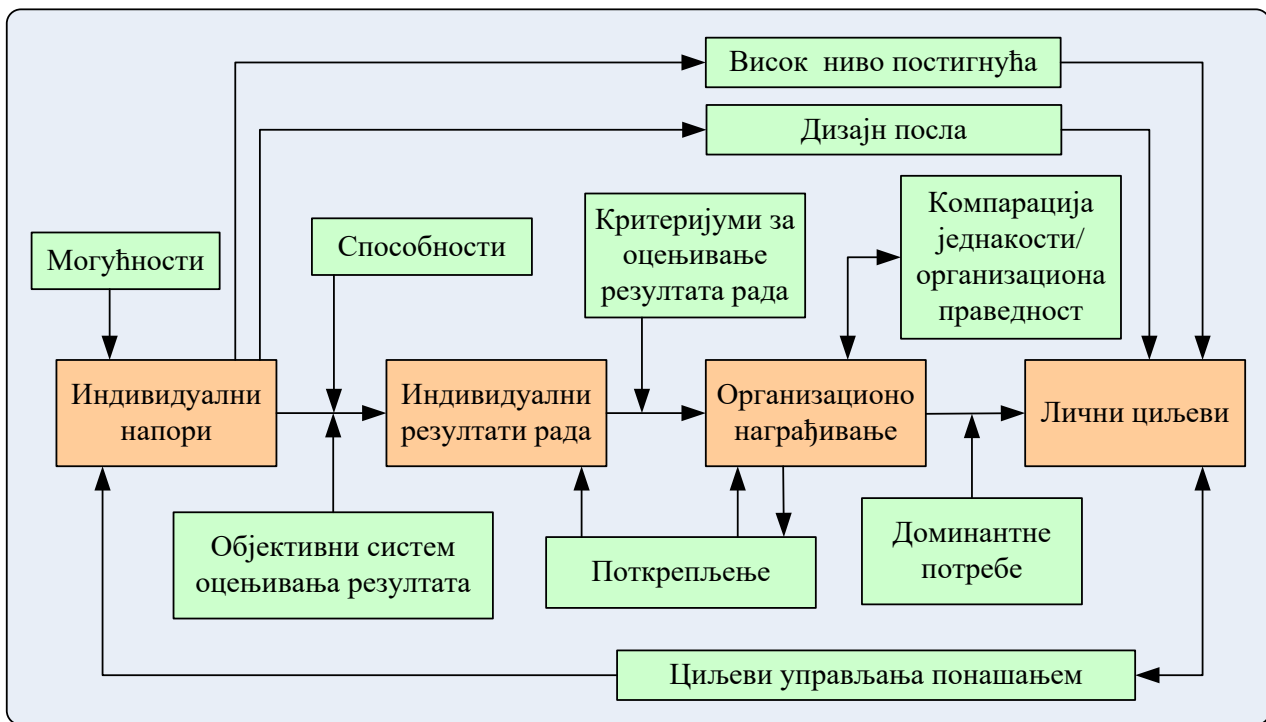 Висок ниво постигнућа
Дизајн посла
Могућности
Способности
Критеријуми за
оцењивање
резултата рада
Компарација
једнакости/
организациона
праведност
Индивидуални
напори
Индивидуални
резултати рада
Организационо
награђивање
Лични циљеви
Објективни систем
оцењивања резултата
Поткрепљење
Доминантне
потребе
Циљеви управљања понашањем